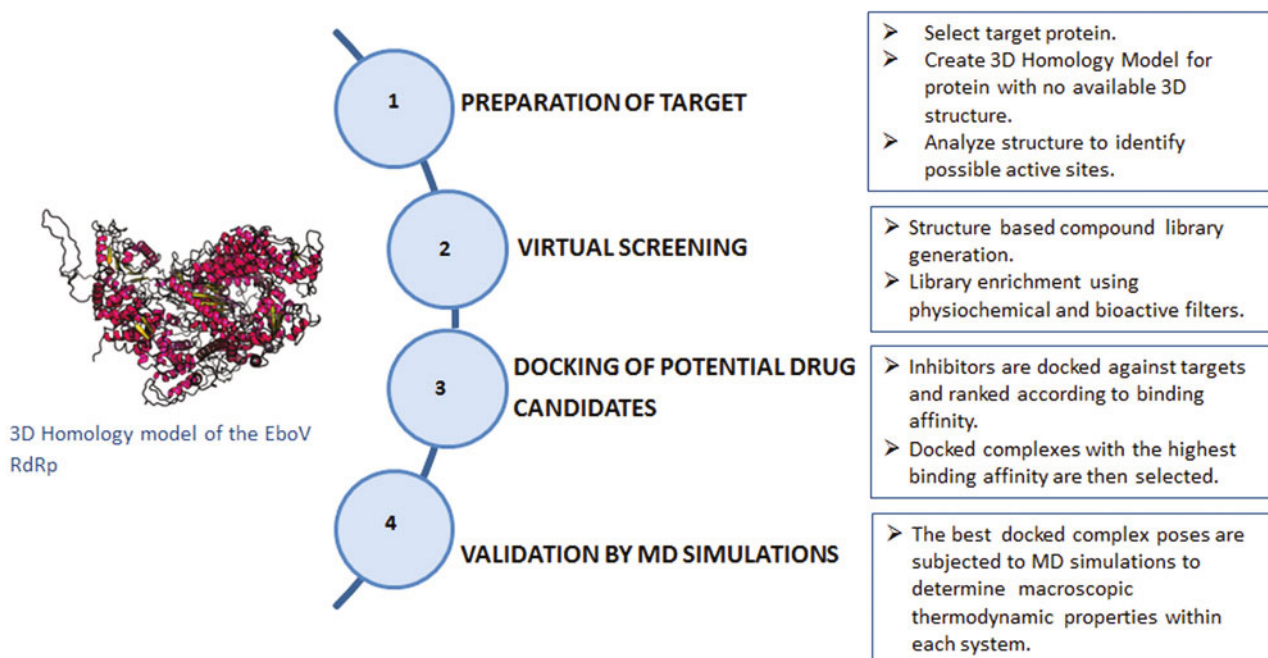 1
PREPARATION OF TARGET
➢ Select target protein.
➢ Create 3D Homology Model for
protein with no available 3D
structure.
➢ Analyze structure to identify
possible active sites.
2
VIRTUAL SCREENING
➢ Structure based compound library
generation.
➢ Library enrichment using
physiochemical and bioactive filters.
3
DOCKING OF POTENTIAL DRUG
CANDIDATES
➢ Inhibitors are docked against targets
and ranked according to binding
affinity.
➢ Docked complexes with the highest
binding affinity are then selected.
3D Homology model of the EboV
RdRp
4
VALIDATION BY MD SIMULATIONS
➢ The best docked complex poses are
subjected to MD simulations to
determine macroscopic
thermodynamic properties within
each system.